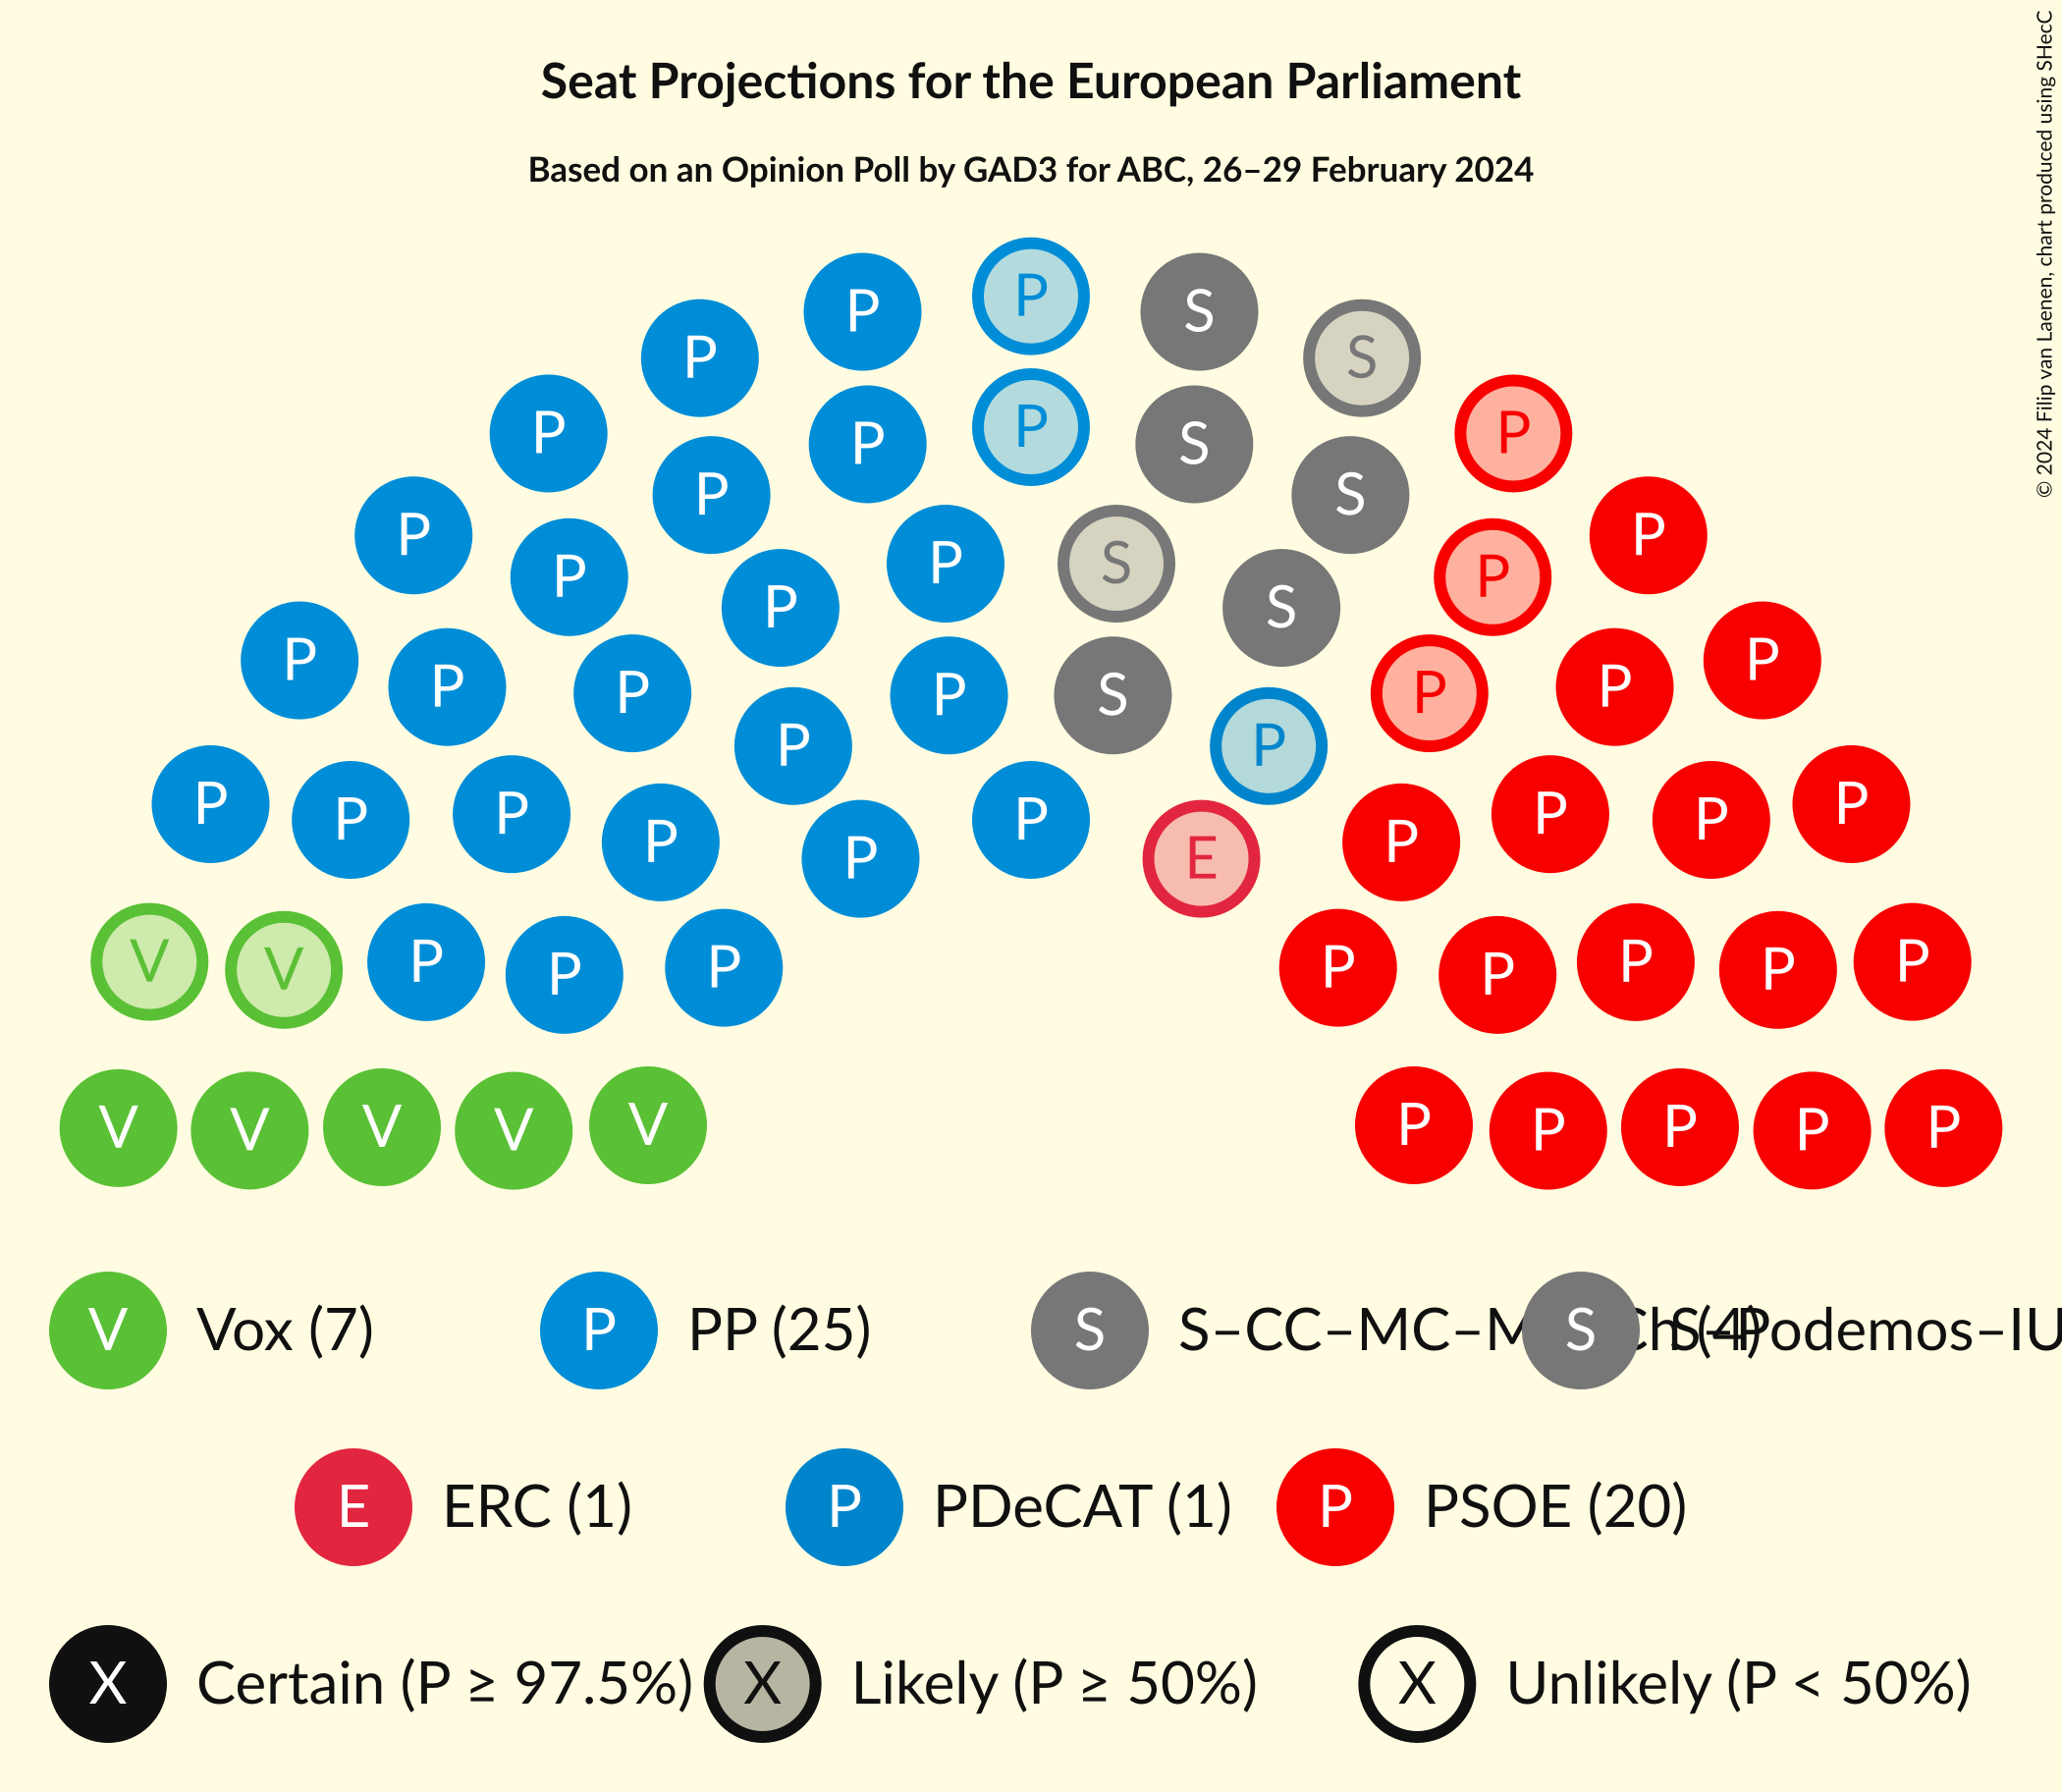 Seat Projections for the European Parliament
Based on an Opinion Poll by GAD3 for ABC, 26–29 February 2024
© 2024 Filip van Laenen, chart produced using SHecC
P P P S S
P P P S P
P P S S P
P P P S P
P P S P P
P P P P S P
P P
P P P P P P P P
P E
V V P P P P P P P P
V V V V V P P P P P
V Vox (7)
P PP (25)
S
S
E ERC (1)
P PDeCAT (1)
P PSOE (20)
X Certain (P ≥ 97.5%)
X Likely (P ≥ 50%)
X Unlikely (P < 50%)